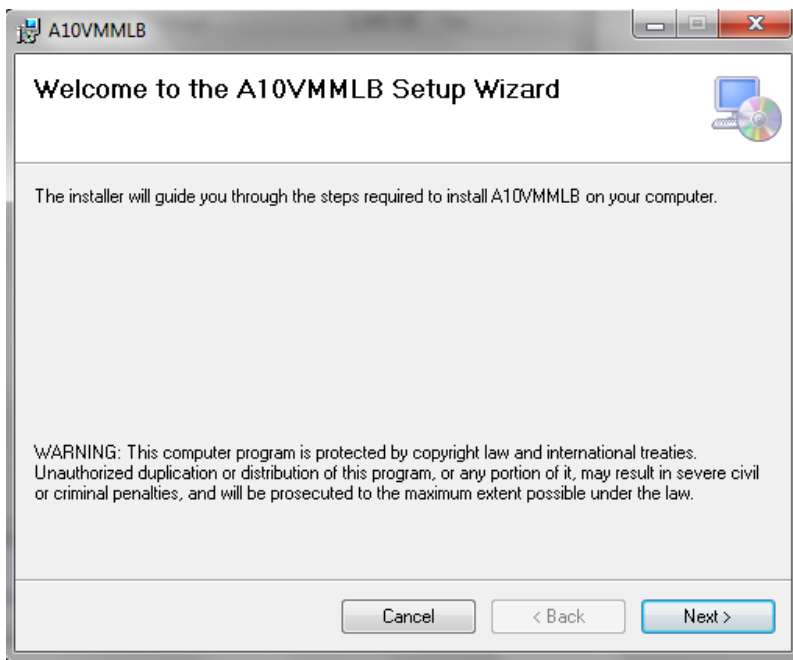 A10VMMLB
Welcome to the A10VMMLB Setup Wizard
The installer will guide you through the steps required to install A10VMMLB on your computer.
WARNING: This computer program is protected by copyright law and international treaties.
Unauthorized duplication or distribution of this program, or any portion of it, may result in severe civil
or criminal penalties, and will be prosecuted to the maximum extent possible under the law.
Cancel
< Back
Next >